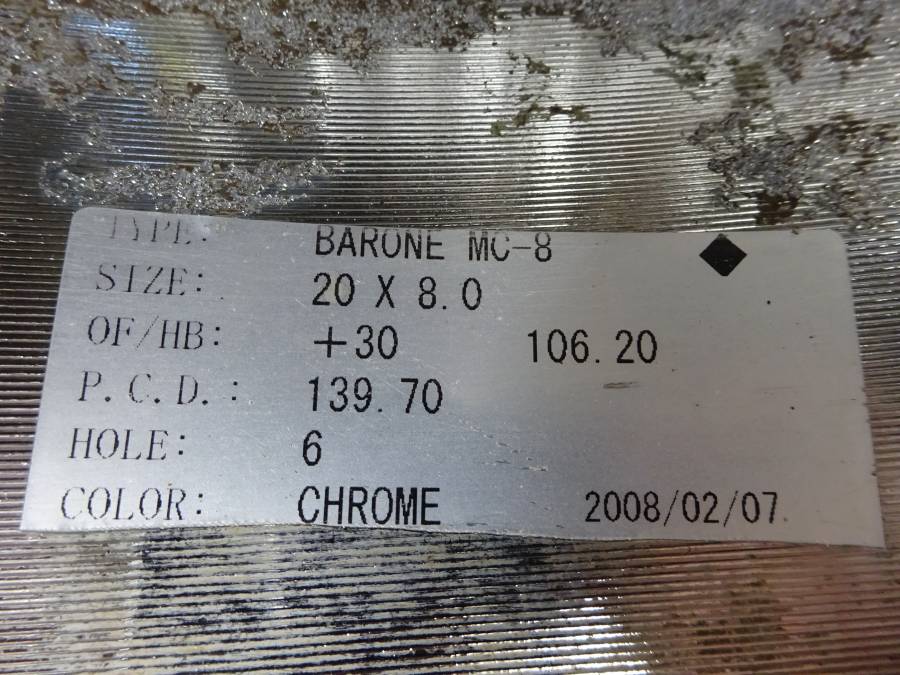 TYPE: BARONE MC-8
SIZE: 20 X 8.0
OF/HB: +30 106.20
P.C.D.: 139.70
HOLE: 6
COLOR: CHROME 2008/02/07